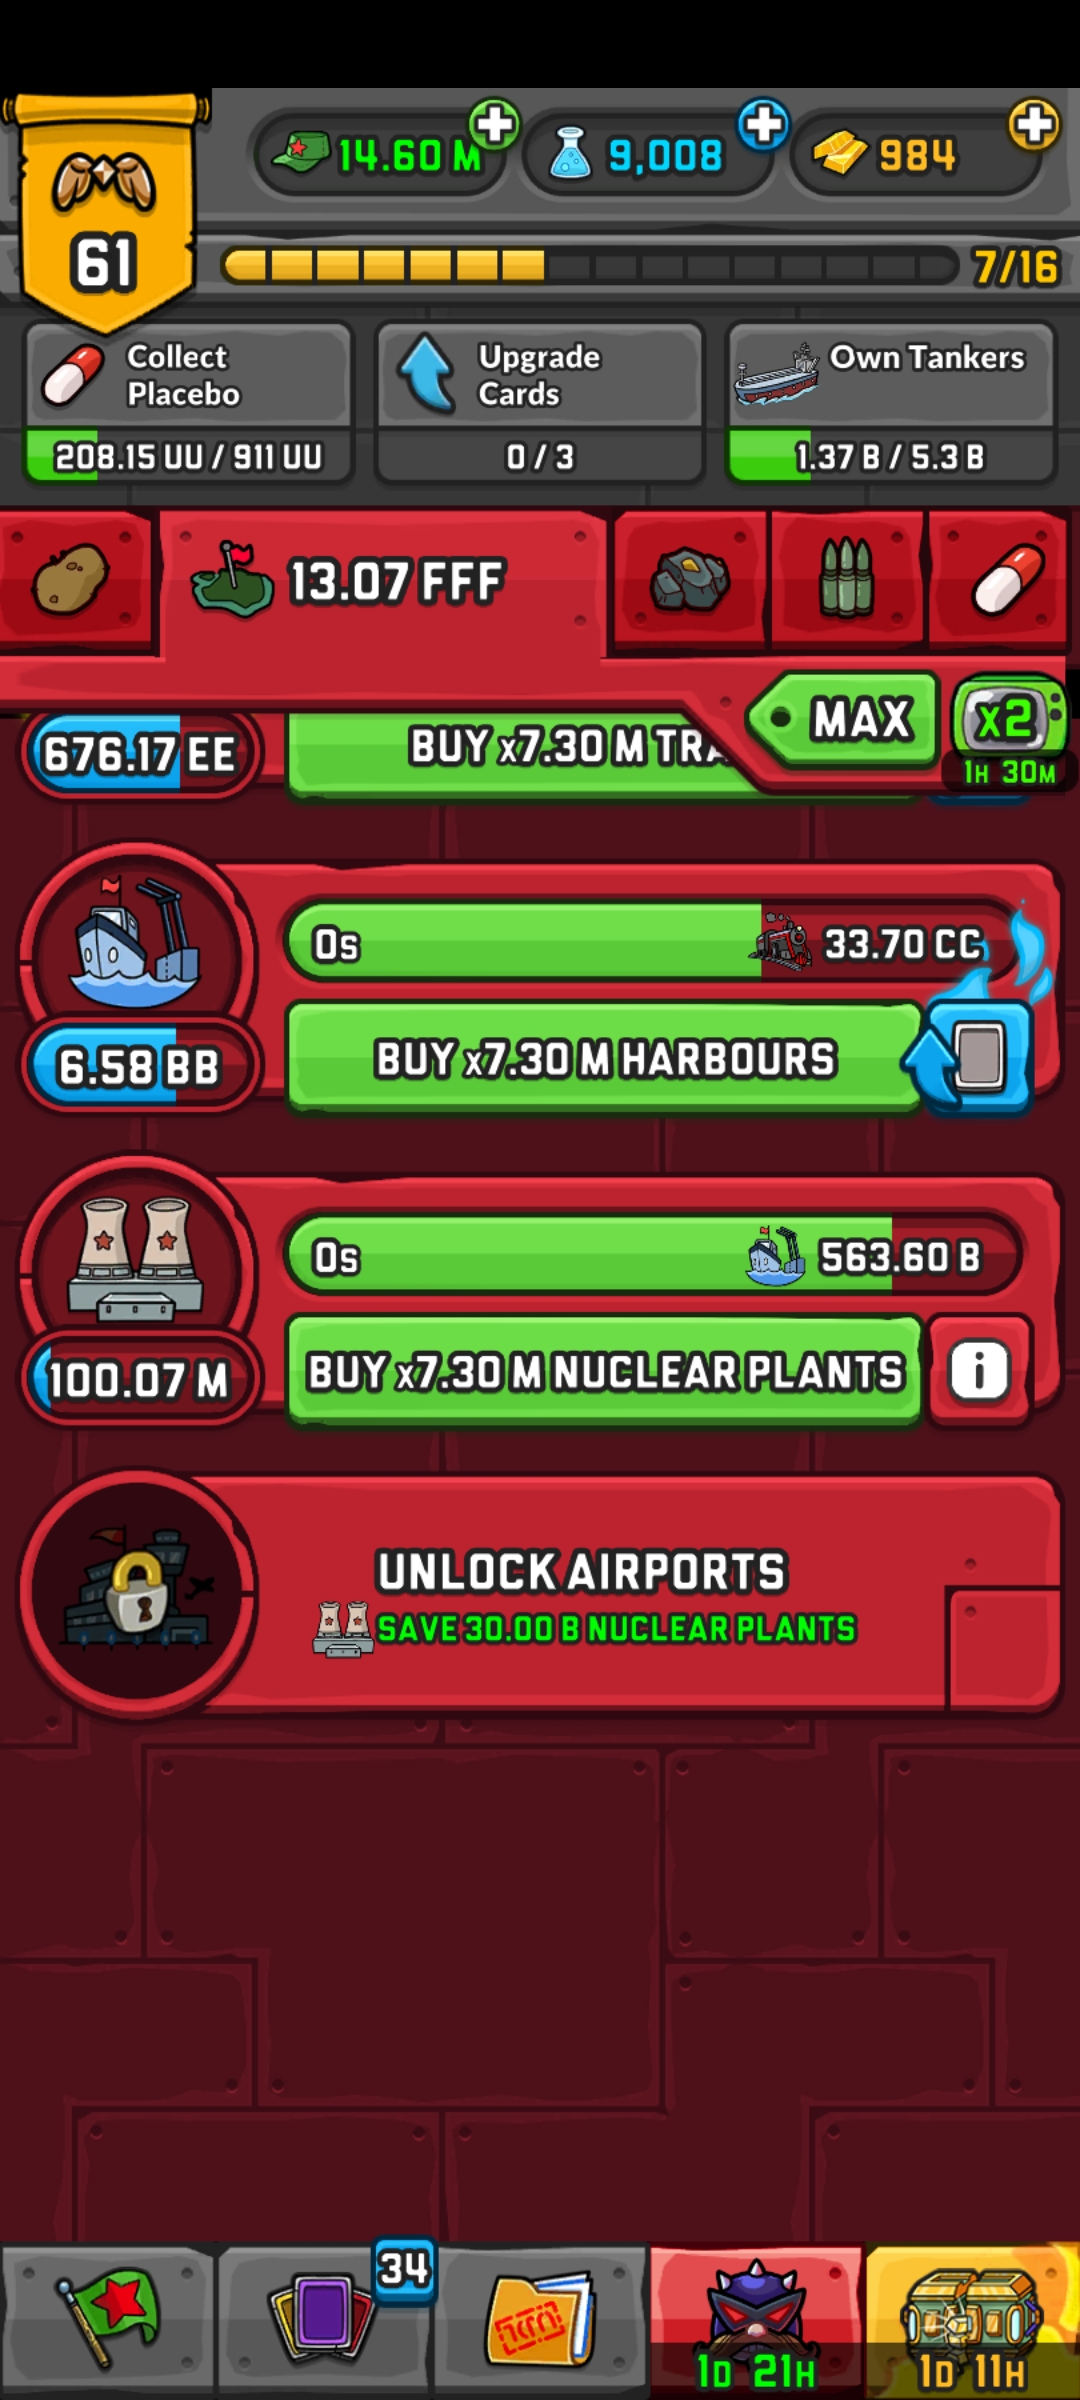 14.60 M
9,008
984
61
7/16
Collect
Placebo
208.15 UU / 911 UU
Upgrade
Cards
0 / 3
Own Tankers
1.37 B / 5.3 B
13.07 FFF
MAX
x2
1H 30M
676.17 EE
BUY x7.30 M TRA
0s
33.70 CC
6.58 BB
BUY x7.30 M HARBOURS
0s
563.60 B
100.07 M
BUY x7.30 M NUCLEAR PLANTS
i
UNLOCK AIRPORTS
SAVE 30.00 B NUCLEAR PLANTS
34
1D 21H
1D 11H